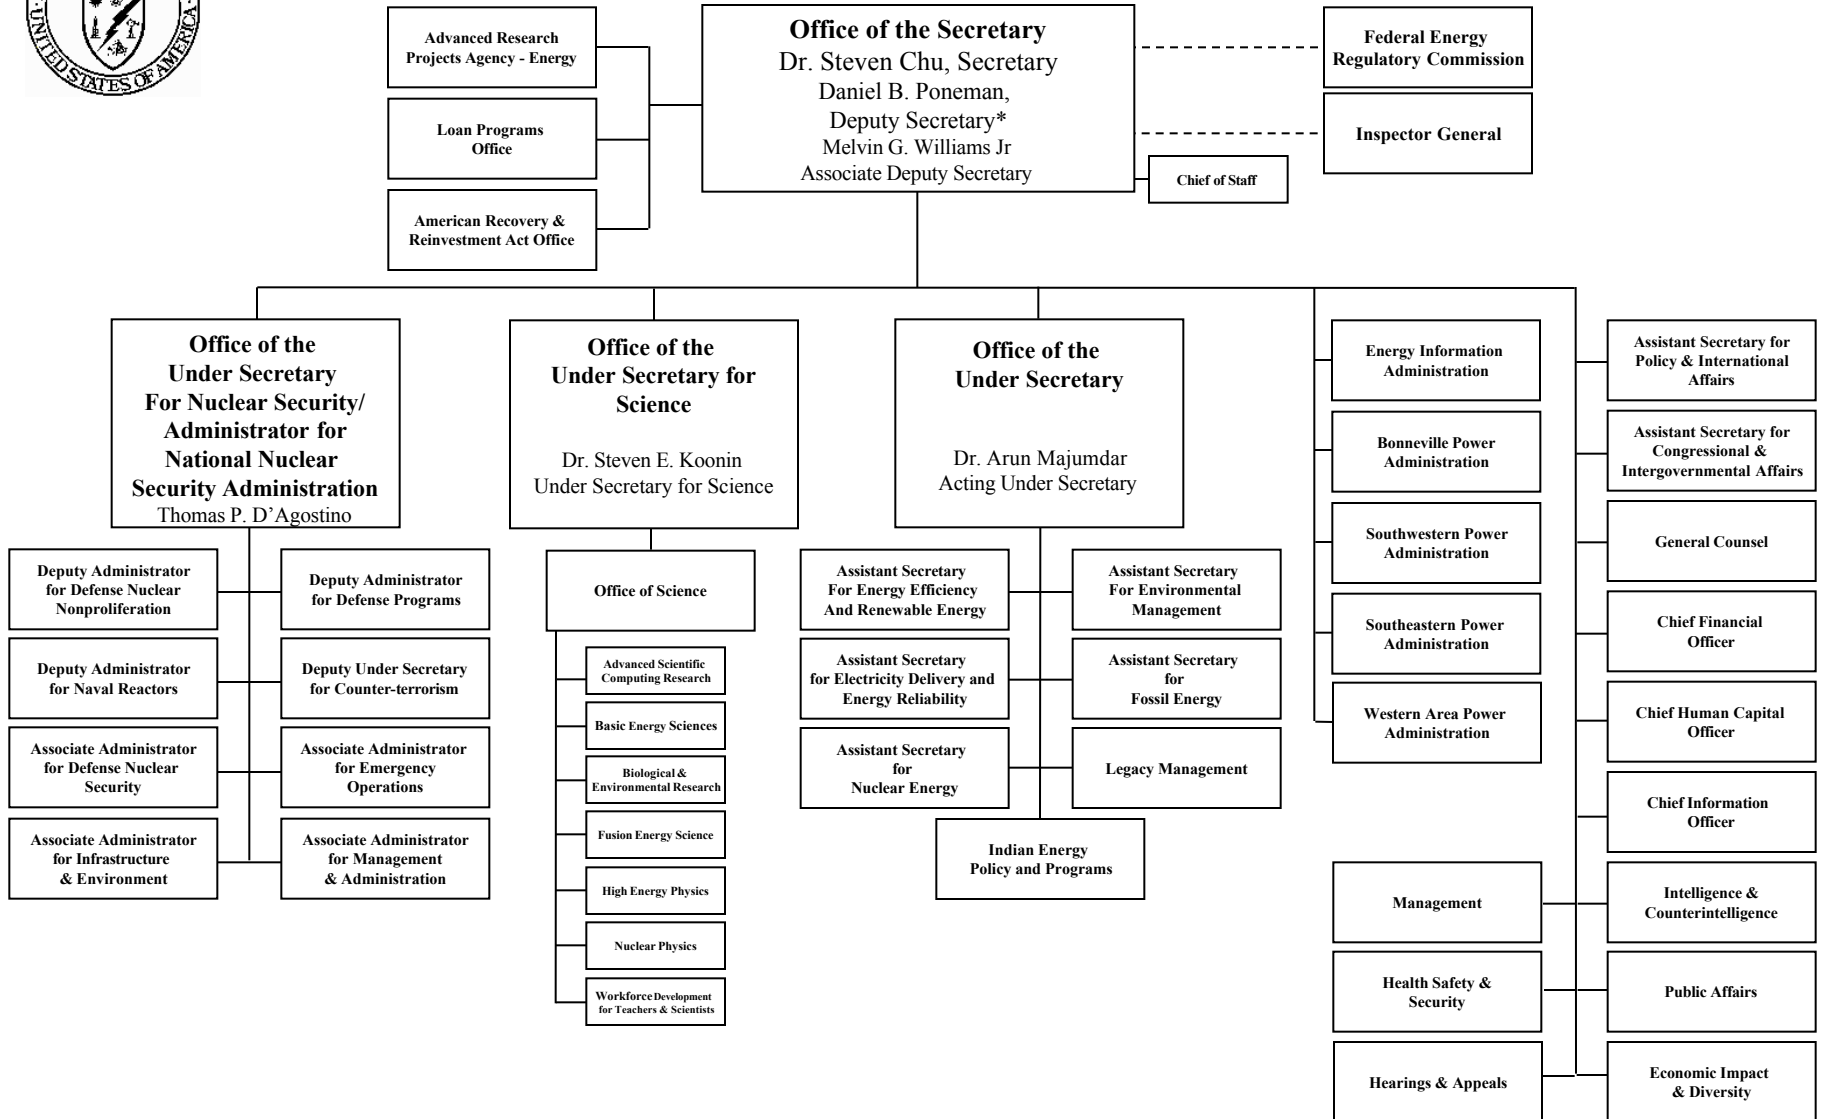 UNITED STATES OF AMERICA
Advanced Research
Projects Agency - Energy
Loan Programs
Office
American Recovery &
Reinvestment Act Office
Office of the Secretary
Dr. Steven Chu, Secretary
Daniel B. Poneman,
Deputy Secretary*
Melvin G. Williams Jr
Associate Deputy Secretary
Federal Energy
Regulatory Commission
Inspector General
Chief of Staff
Office of the
Under Secretary
For Nuclear Security/
Administrator for
National Nuclear
Security Administration
Thomas P. D’Agostino
Deputy Administrator
for Defense Nuclear
Nonproliferation
Deputy Administrator
for Defense Programs
Deputy Administrator
for Naval Reactors
Deputy Under Secretary
for Counter-terrorism
Associate Administrator
for Defense Nuclear
Security
Associate Administrator
for Emergency
Operations
Associate Administrator
for Infrastructure
& Environment
Associate Administrator
for Management
& Administration
Office of the
Under Secretary for
Science
Dr. Steven E. Koonin
Under Secretary for Science
Office of Science
Advanced Scientific
Computing Research
Basic Energy Sciences
Biological &
Environmental Research
Fusion Energy Science
High Energy Physics
Nuclear Physics
Workforce Development
for Teachers & Scientists
Office of the
Under Secretary
Dr. Arun Majumdar
Acting Under Secretary
Assistant Secretary
For Energy Efficiency
And Renewable Energy
Assistant Secretary
For Environmental
Management
Assistant Secretary
for Electricity Delivery and
Energy Reliability
Assistant Secretary
for
Fossil Energy
Assistant Secretary
for
Nuclear Energy
Legacy Management
Indian Energy
Policy and Programs
Energy Information
Administration
Bonneville Power
Administration
Southwestern Power
Administration
Southeastern Power
Administration
Western Area Power
Administration
Assistant Secretary for
Policy & International
Affairs
Assistant Secretary for
Congressional &
Intergovernmental Affairs
General Counsel
Chief Financial
Officer
Chief Human Capital
Officer
Chief Information
Officer
Management
Intelligence &
Counterintelligence
Health Safety &
Security
Public Affairs
Hearings & Appeals
Economic Impact
& Diversity